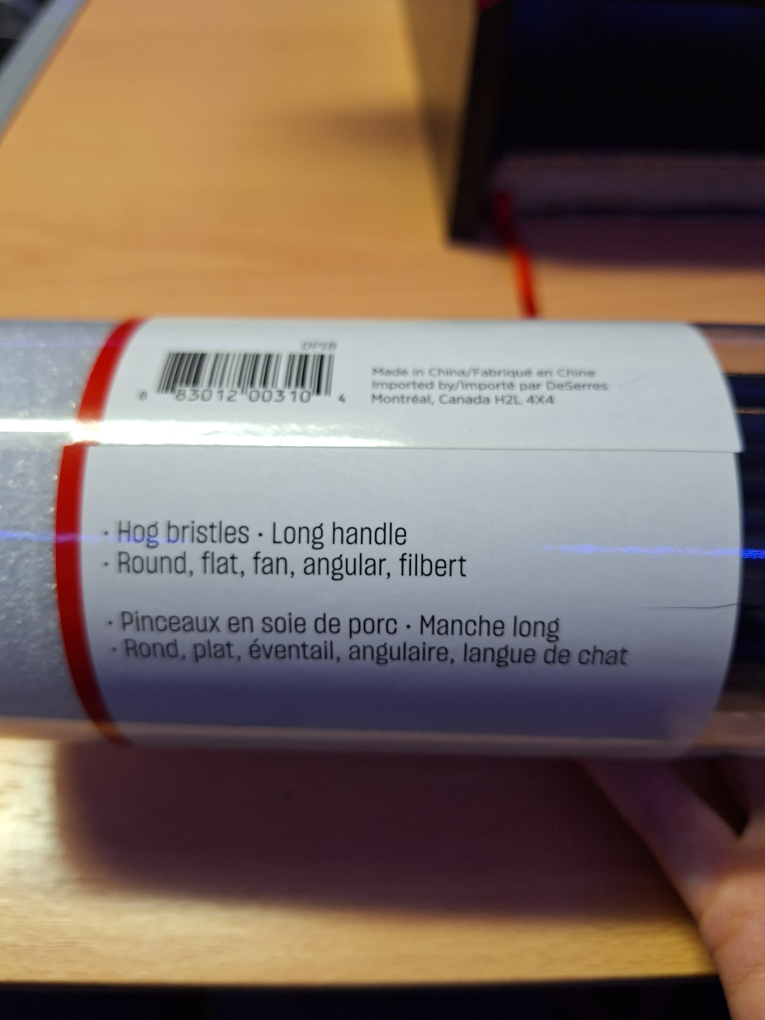 8 83012 00310 4
Made in China/Fabriqué en Chine
Imported by/Importé par DeSerres
Montréal, Canada H2L 4X4
· Hog bristles · Long handle
· Round, flat, fan, angular, filbert
· Pinceaux en soie de porc · Manche long
· Rond, plat, éventail, angulaire, langue de chat